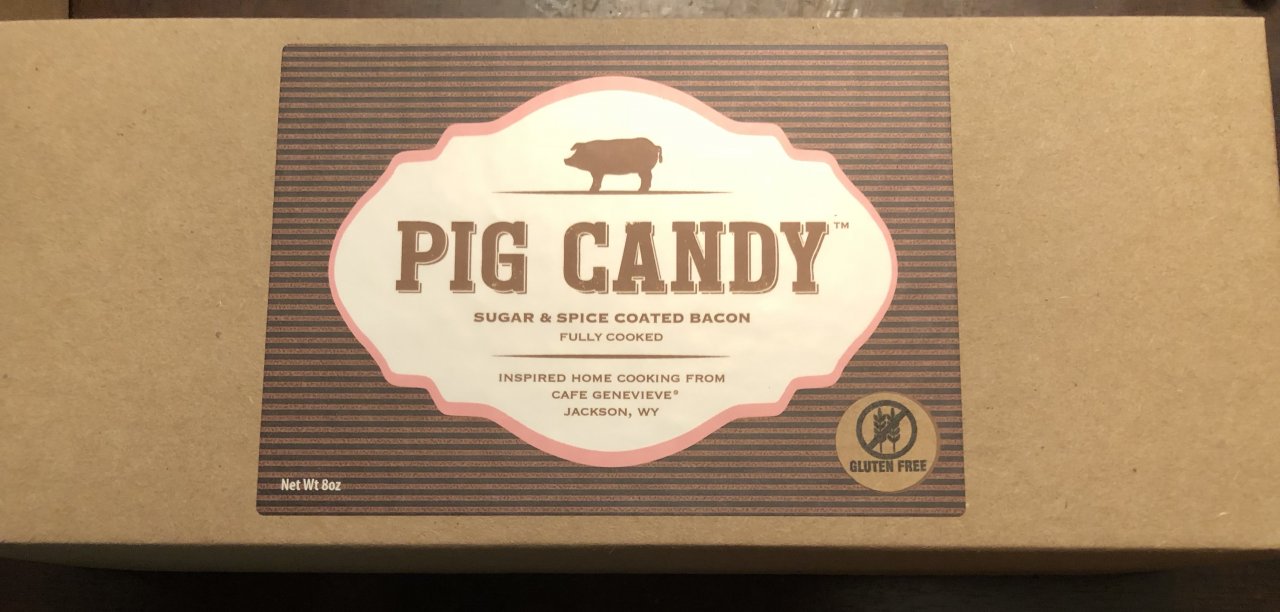 PIG CANDY™
SUGAR & SPICE COATED BACON
FULLY COOKED
INSPIRED HOME COOKING FROM
CAFE GENEVIEVE®
JACKSON, WY
GLUTEN FREE
Net Wt 8oz